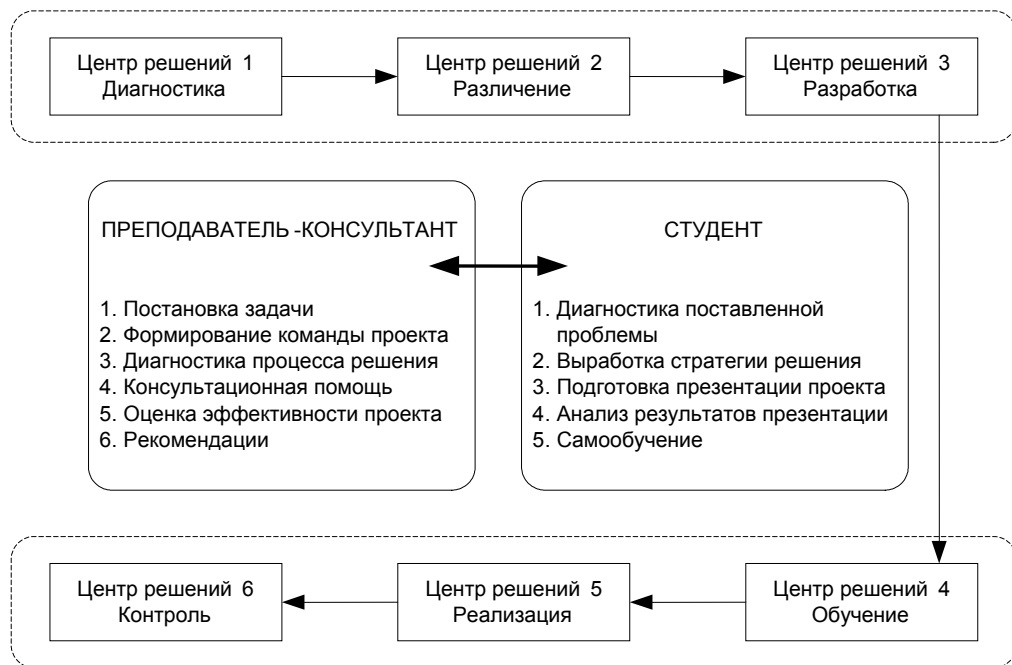 Центр решений 1
Диагностика
Центр решений 2
Различение
Центр решений 3
Разработка
ПРЕПОДАВАТЕЛЬ -КОНСУЛЬТАНТ
1. Постановка задачи
2. Формирование команды проекта
3. Диагностика процесса решения
4. Консультационная помощь
5. Оценка эффективности проекта
6. Рекомендации
СТУДЕНТ
1. Диагностика поставленной
проблемы
2. Выработка стратегии решения
3. Подготовка презентации проекта
4. Анализ результатов презентации
5. Самообучение
Центр решений 6
Контроль
Центр решений 5
Реализация
Центр решений 4
Обучение